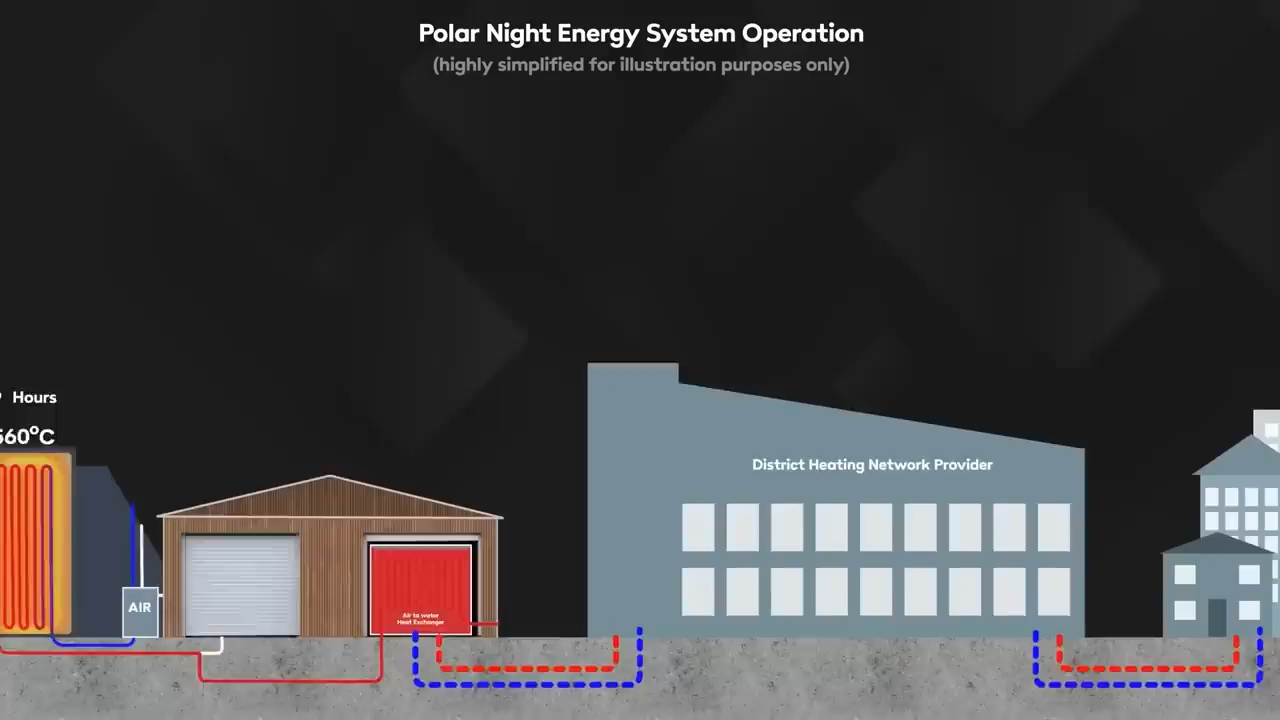 Polar Night Energy System Operation
(highly simplified for illustration purposes only)
Hours
560°C
District Heating Network Provider
AIR
Air to water
Heat Exchanger